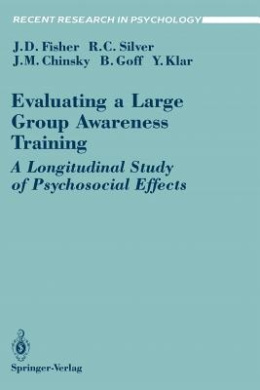 RECENT RESEARCH IN PSYCHOLOGY
J.D. Fisher R.C. Silver
J.M. Chinsky B. Goff Y. Klar
Evaluating a Large
Group Awareness
Training
A Longitudinal Study
of Psychosocial Effects
Springer-Verlag